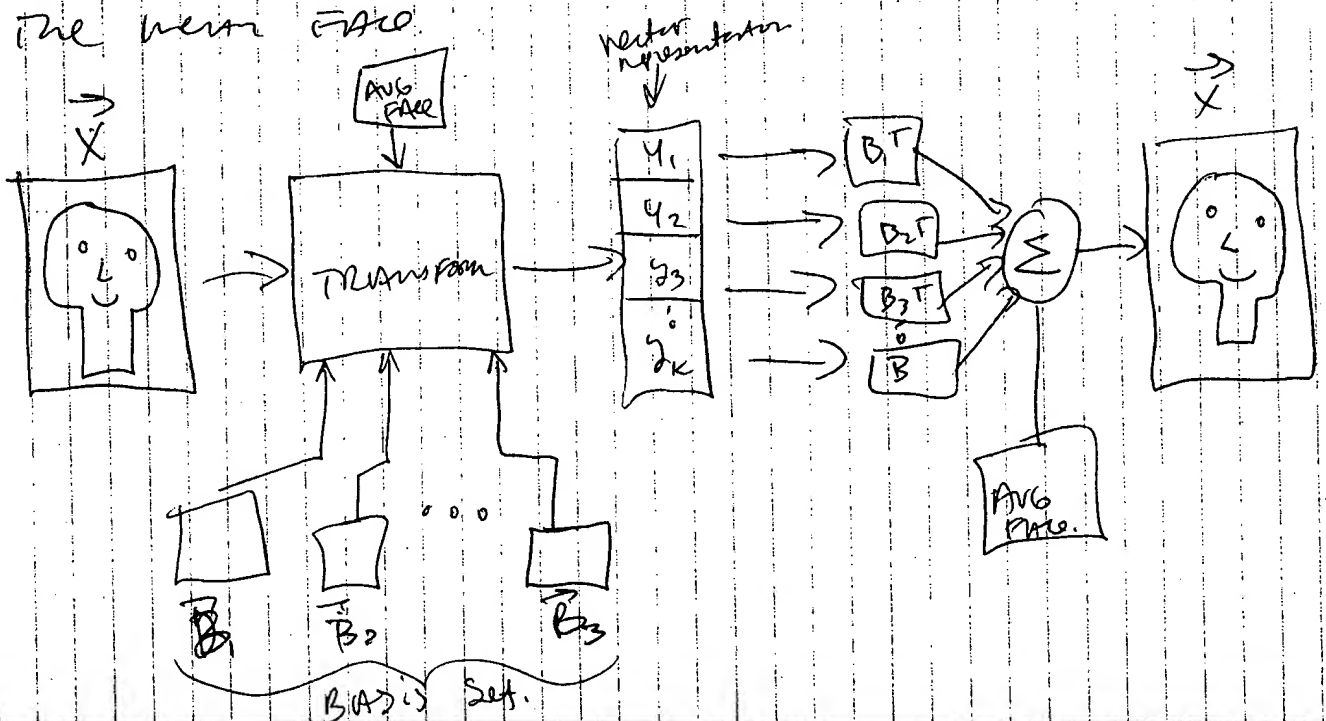 The mean Face
vector
representation
X
AVG
FACE
X
TRANSFORM
y1
y2
y3
yK
B1T
B2T
B3T
B
Σ
AVG
FACE.
B1
B2
...
B3
BASIS Set.